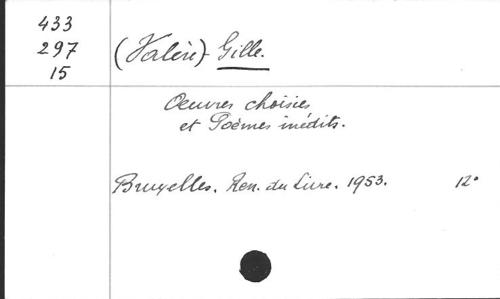 433
297
15
(Valère) Gille.
Oeuvres choisies
et Poèmes inédits.
Bruxelles. Ren. du Livre. 1953. 12°